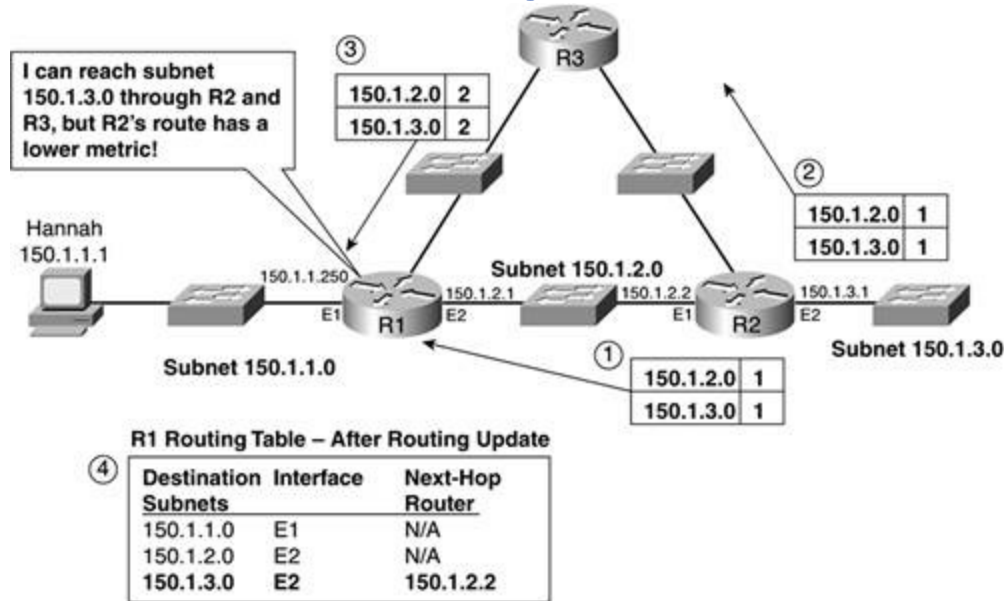 R3
③
I can reach subnet
150.1.3.0 through R2 and
R3, but R2's route has a
lower metric!
150.1.2.0 2
150.1.3.0 2
②
150.1.2.0 1
150.1.3.0 1
Hannah
150.1.1.1
150.1.1.250
E1
R1
150.1.2.1
E2
Subnet 150.1.2.0
150.1.2.2
E1
R2
150.1.3.1
E2
Subnet 150.1.1.0
Subnet 150.1.3.0
①
150.1.2.0 1
150.1.3.0 1
R1 Routing Table – After Routing Update
④
Destination Interface Next-Hop
Subnets Router
150.1.1.0 E1 N/A
150.1.2.0 E2 N/A
150.1.3.0 E2 150.1.2.2